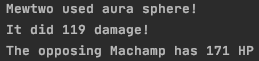 Mewtwo used aura sphere!
It did 119 damage!
The opposing Machamp has 171 HP